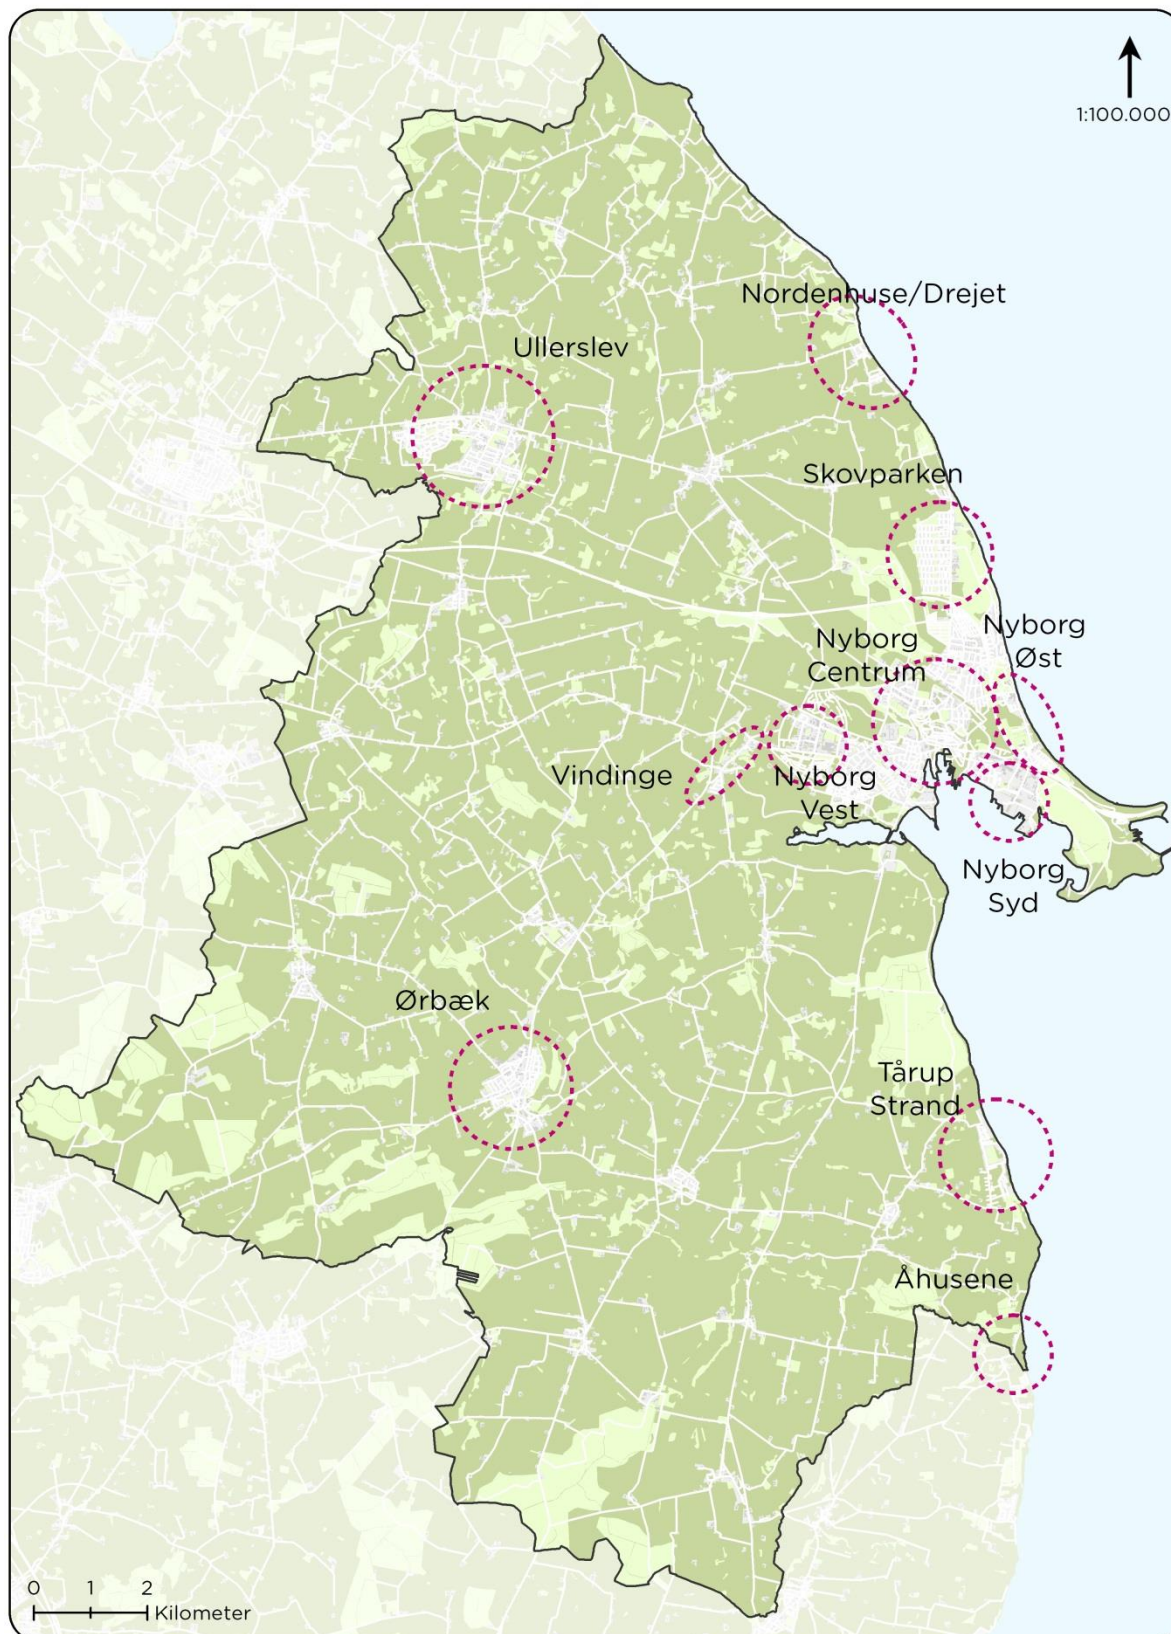 1:100.000
Nordenhuse/Drejet
Ullerslev
Skovparken
Nyborg
Øst
Nyborg
Centrum
Vindinge
Nyborg
Vest
Nyborg
Syd
Ørbæk
Tårup
Strand
Åhusene
0 1 2
Kilometer